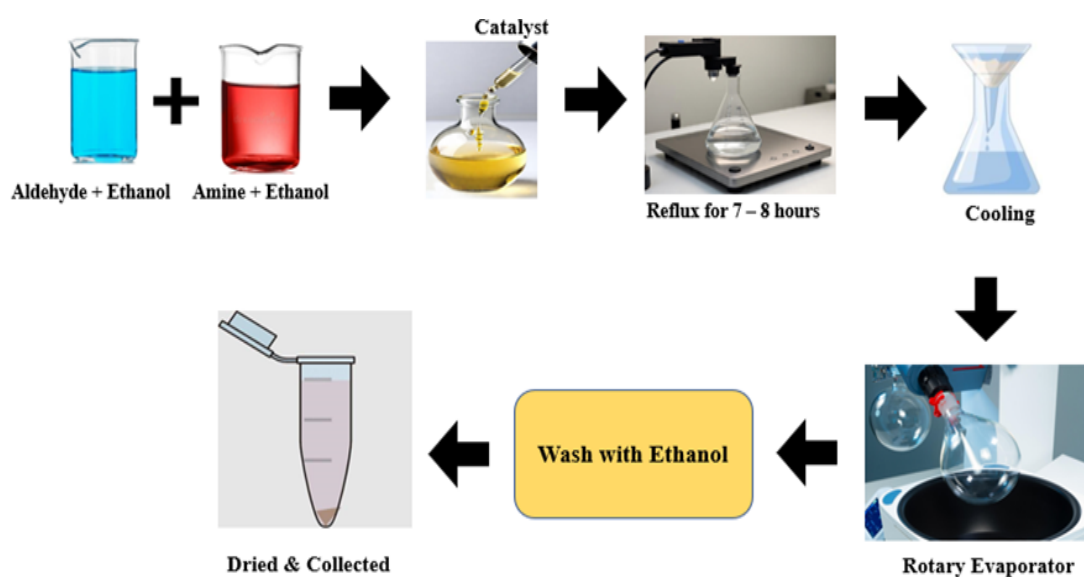 Catalyst
Aldehyde + Ethanol
Amine + Ethanol
Reflux for 7 – 8 hours
Cooling
Wash with Ethanol
Dried & Collected
Rotary Evaporator